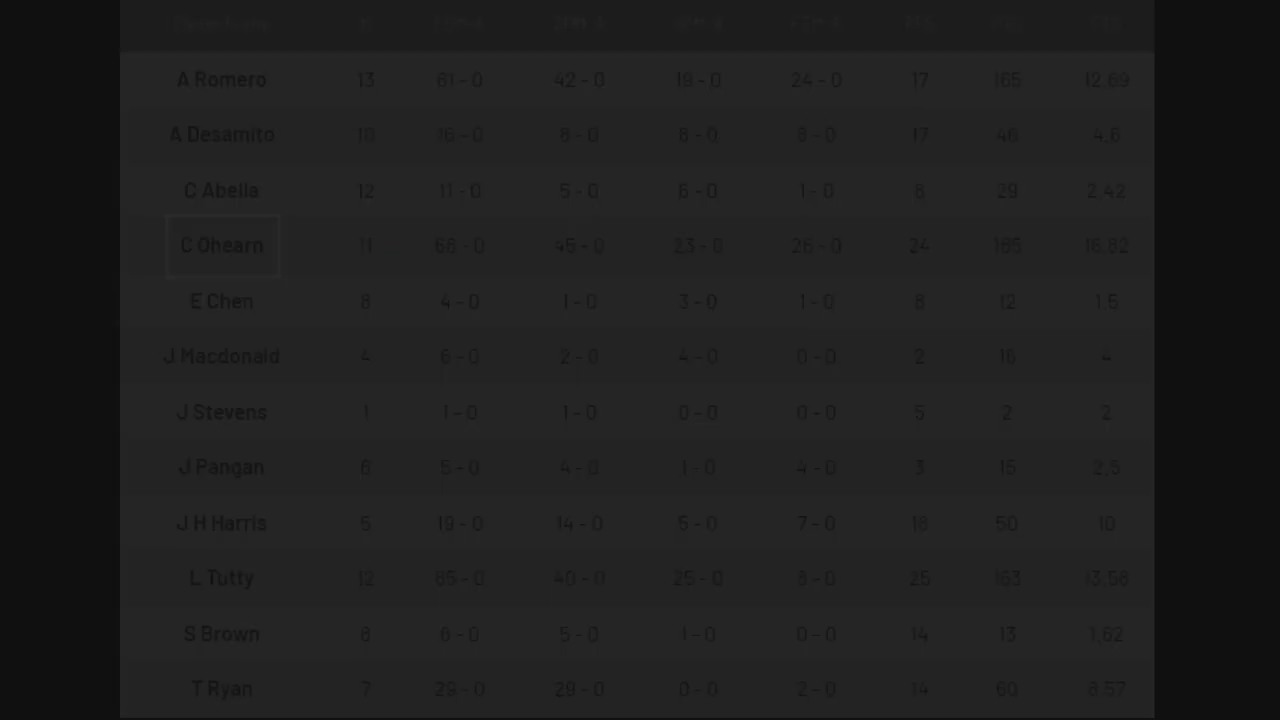 A Romero 13 61 - 0 42 - 0 19 - 0 24 - 0 17 165 12.69
A Desamito 10 16 - 0 8 - 0 8 - 0 6 - 0 17 46 4.6
C Abella 12 11 - 0 5 - 0 6 - 0 1 - 0 8 29 2.42
C Ohearn 11 68 - 0 45 - 0 23 - 0 26 - 0 24 185 16.82
E Chen 8 4 - 0 1 - 0 3 - 0 1 - 0 8 12 1.5
J Macdonald 4 6 - 0 2 - 0 4 - 0 0 - 0 2 16 4
J Stevens 1 1 - 0 1 - 0 0 - 0 0 - 0 5 2 2
J Pangan 6 5 - 0 4 - 0 1 - 0 4 - 0 3 15 2.5
J H Harris 5 19 - 0 14 - 0 5 - 0 7 - 0 18 50 10
L Tutty 12 65 - 0 40 - 0 25 - 0 8 - 0 25 163 13.58
S Brown 8 6 - 0 5 - 0 1 - 0 0 - 0 14 13 1.62
T Ryan 7 29 - 0 29 - 0 0 - 0 2 - 0 14 60 8.57